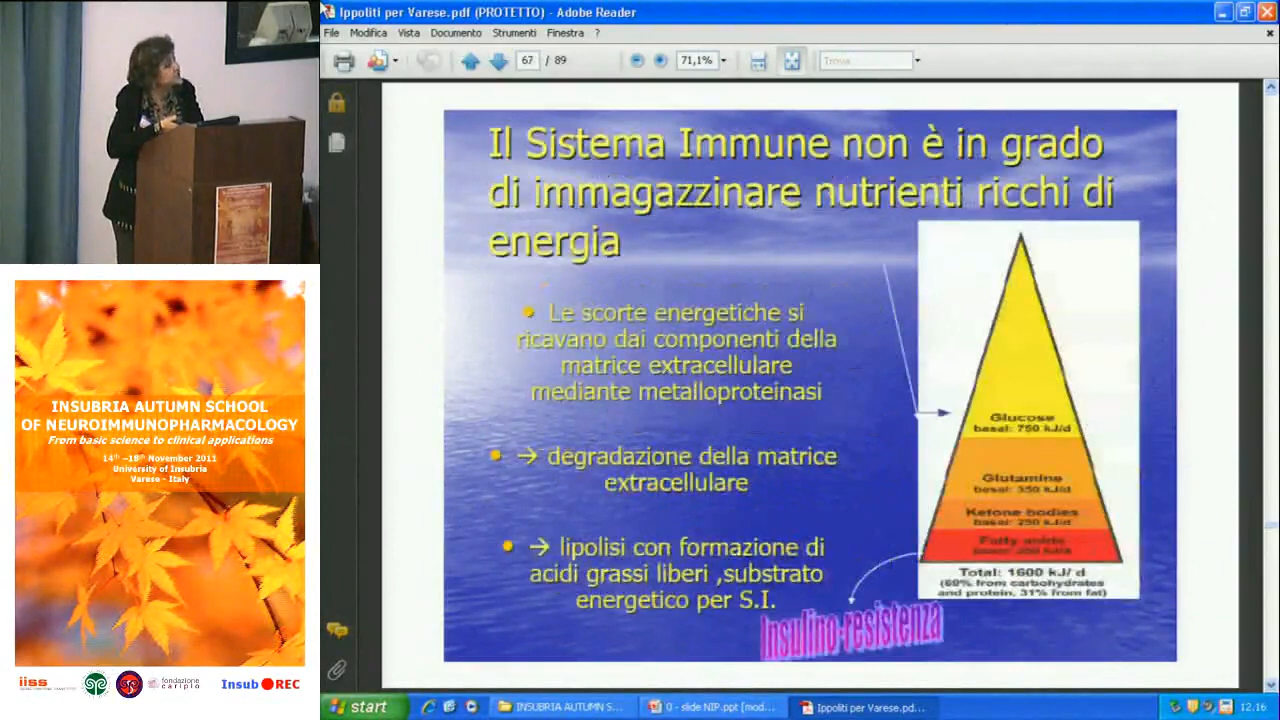 Ippoliti per Varese.pdf (PROTETTO) - Adobe Reader
File Modifica Vista Documento Strumenti Finestra ?
67 / 89 71,1% Trova
Il Sistema Immune non è in grado
di immagazzinare nutrienti ricchi di
energia
Le scorte energetiche si
ricavano dai componenti della
matrice extracellulare
mediante metalloproteinasi
→ degradazione della matrice
extracellulare
→ lipolisi con formazione di
acidi grassi liberi ,substrato
energetico per S.I.
Glucose
basal: 750 kJ/d
Glutamine
basal: 350 kJ/d
Ketone bodies
basal: 250 kJ/d
Fatty acids
Total: 1600 kJ/ d
(69% from carbohydrates
and protein, 31% from fat)
Insulino-resistenza
INSUBRIA AUTUMN SCHOOL
OF NEUROIMMUNOPHARMACOLOGY
From basic science to clinical applications
14th -18th November 2011
University of Insubria
Varese - Italy
iiss
fondazione
cariplo
Insub REC
start
INSUBRIA AUTUMN S...
0 - slide NIP.ppt [mod...
Ippoliti per Varese.pd...
12.16